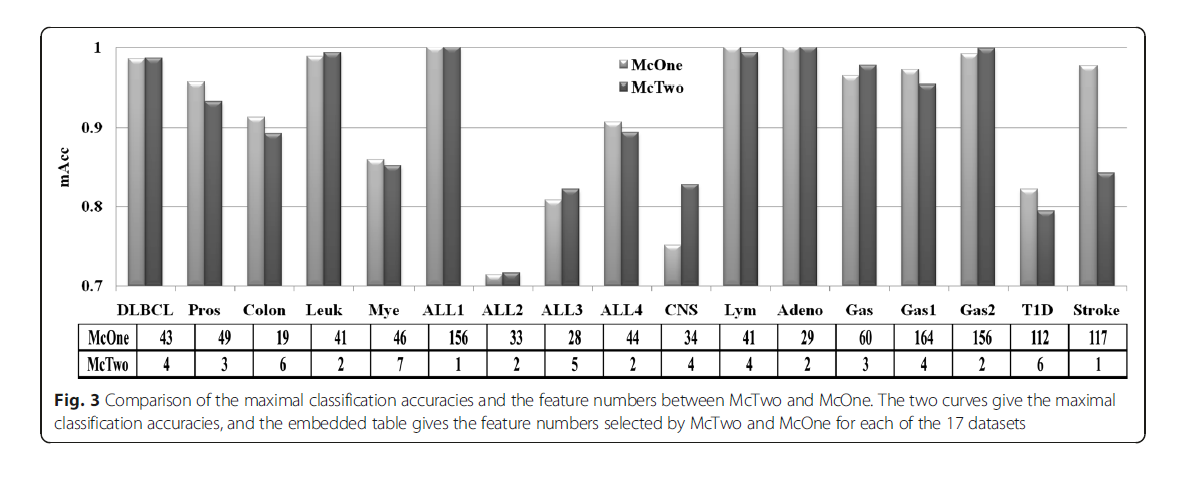 1
McOne
McTwo
0.9
mAcc
0.8
0.7
DLBCL Pros Colon Leuk Mye ALL1 ALL2 ALL3 ALL4 CNS Lym Adeno Gas Gas1 Gas2 T1D Stroke
McOne 43 49 19 41 46 156 33 28 44 34 41 29 60 164 156 112 117
McTwo 4 3 6 2 7 1 2 5 2 4 4 2 3 4 2 6 1
Fig. 3 Comparison of the maximal classification accuracies and the feature numbers between McTwo and McOne. The two curves give the maximal
classification accuracies, and the embedded table gives the feature numbers selected by McTwo and McOne for each of the 17 datasets